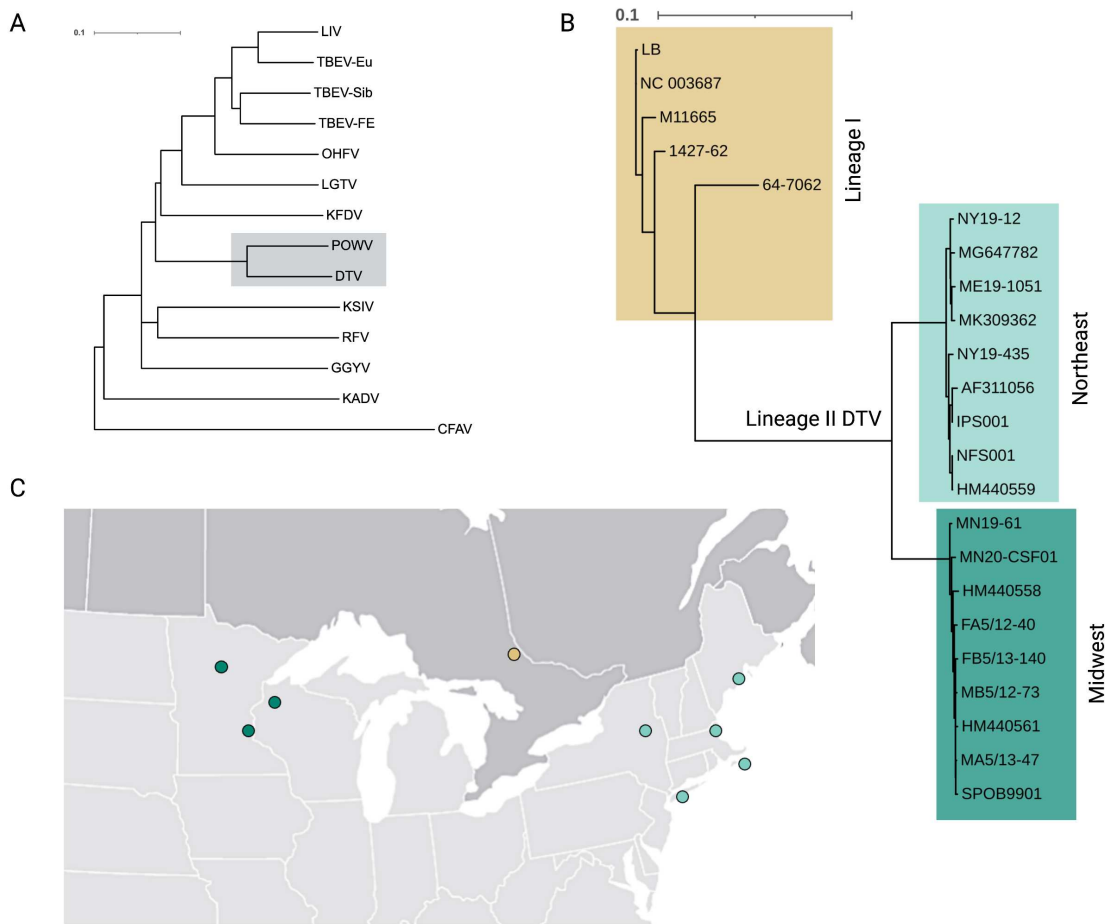 A
0.1
LIV
TBEV-Eu
TBEV-Sib
TBEV-FE
OHFV
LGTV
KFDV
POWV
DTV
KSIV
RFV
GGYV
KADV
CFAV
B
0.1
LB
NC 003687
M11665
1427-62
64-7062
Lineage I
Lineage II DTV
NY19-12
MG647782
ME19-1051
MK309362
NY19-435
AF311056
IPS001
NFS001
HM440559
Northeast
MN19-61
MN20-CSF01
HM440558
FA5/12-40
FB5/13-140
MB5/12-73
HM440561
MA5/13-47
SPOB9901
Midwest
C